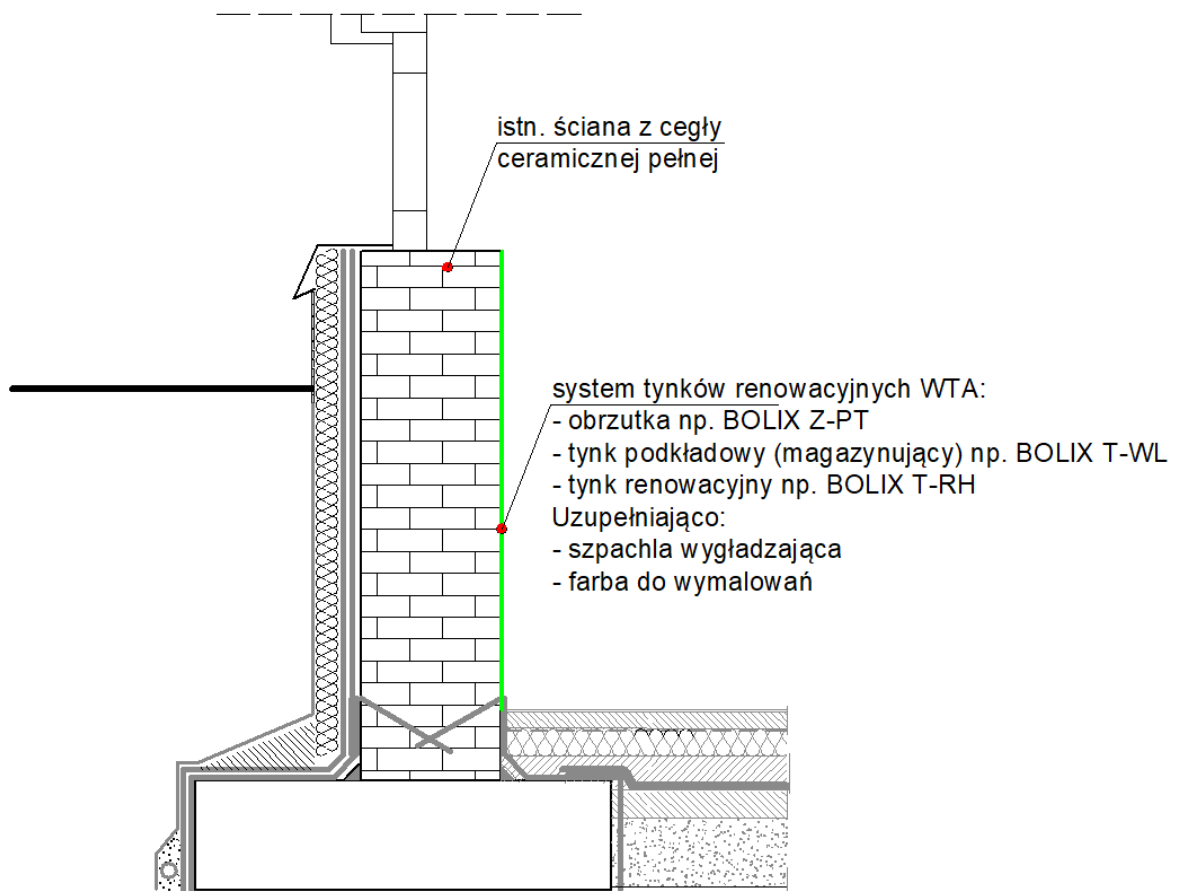 istn. ściana z cegły
ceramicznej pełnej
system tynków renowacyjnych WTA:
- obrzutka np. BOLIX Z-PT
- tynk podkładowy (magazynujący) np. BOLIX T-WL
- tynk renowacyjny np. BOLIX T-RH
Uzupełniająco:
- szpachla wygładzająca
- farba do wymalowań